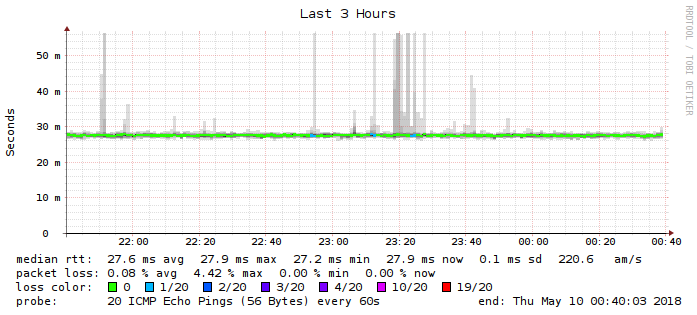 Last 3 Hours
RRDTOOL / TOBI OETIKER
Seconds
50 m
40 m
30 m
20 m
10 m
0
22:00 22:20 22:40 23:00 23:20 23:40 00:00 00:20 00:40
median rtt: 27.6 ms avg 27.9 ms max 27.2 ms min 27.9 ms now 0.1 ms sd 220.6 am/s
packet loss: 0.08 % avg 4.42 % max 0.00 % min 0.00 % now
loss color: 0 1/20 2/20 3/20 4/20 10/20 19/20
probe: 20 ICMP Echo Pings (56 Bytes) every 60s end: Thu May 10 00:40:03 2018